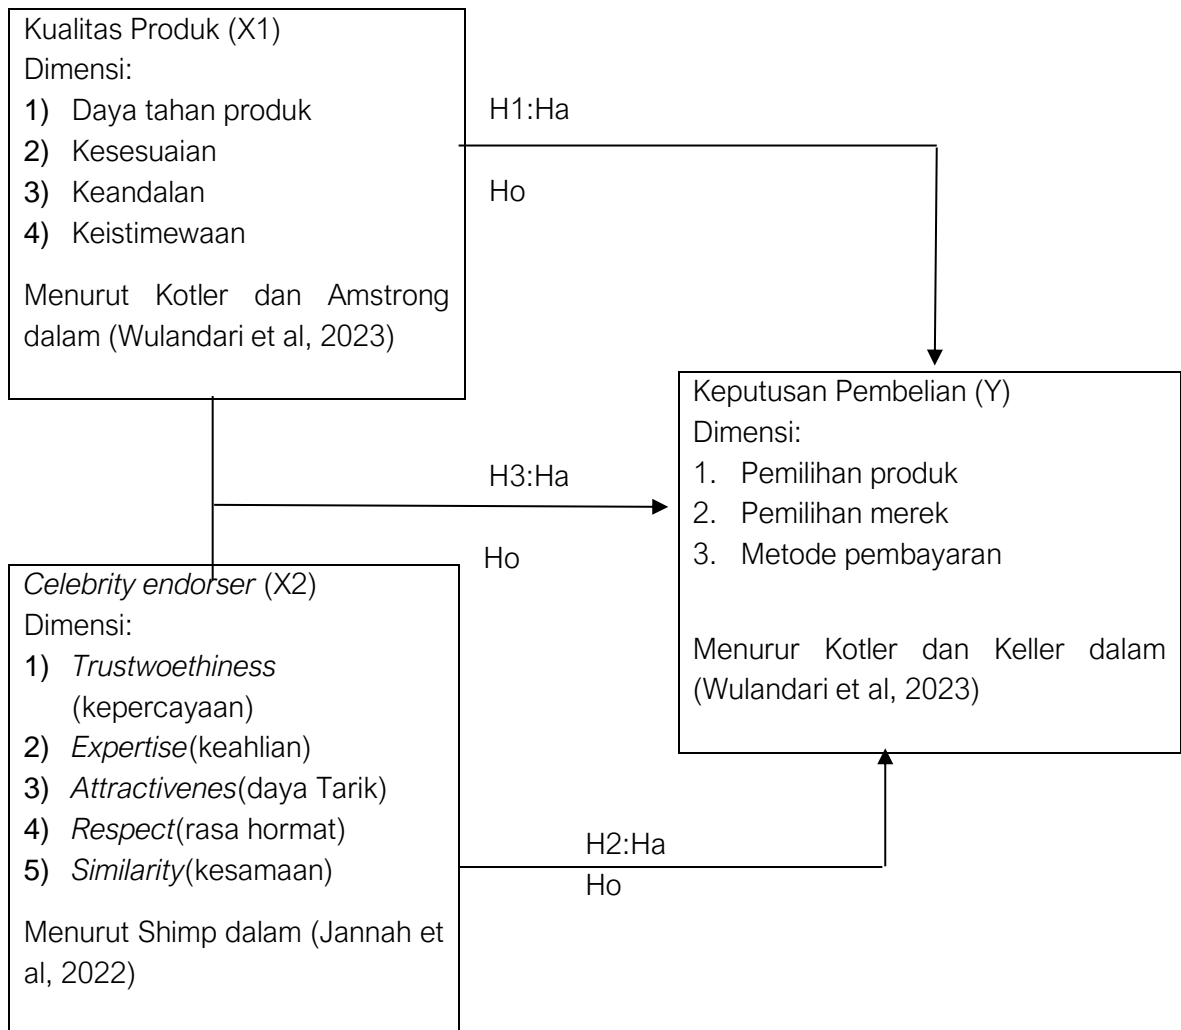 Kualitas Produk (X1)
Dimensi:
1) Daya tahan produk
2) Kesesuaian
3) Keandalan
4) Keistimewaan
Menurut Kotler dan Amstrong
dalam (Wulandari et al, 2023)
H1:Ha
Ho
H3:Ha
Ho
Keputusan Pembelian (Y)
Dimensi:
1. Pemilihan produk
2. Pemilihan merek
3. Metode pembayaran
Menurur Kotler dan Keller dalam
(Wulandari et al, 2023)
Celebrity endorser (X2)
Dimensi:
1) Trustwoethiness
(kepercayaan)
2) Expertise(keahlian)
3) Attractivenes(daya Tarik)
4) Respect(rasa hormat)
5) Similarity(kesamaan)
Menurut Shimp dalam (Jannah et
al, 2022)
H2:Ha
Ho